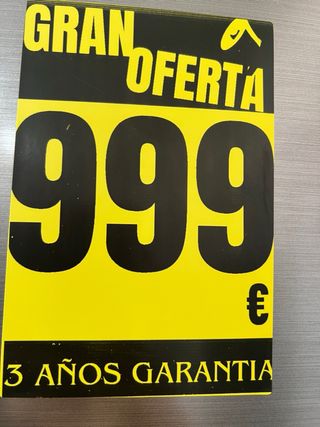 GRAN
OFERTA
999
€
3 AÑOS GARANTIA